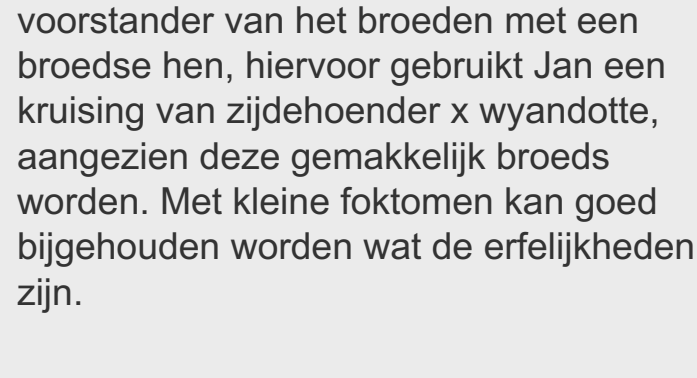 voorstander van het broeden met een
broedse hen, hiervoor gebruikt Jan een
kruising van zijdehoender x wyandotte,
aangezien deze gemakkelijk broeds
worden. Met kleine foktomen kan goed
bijgehouden worden wat de erfelijkheden
zijn.